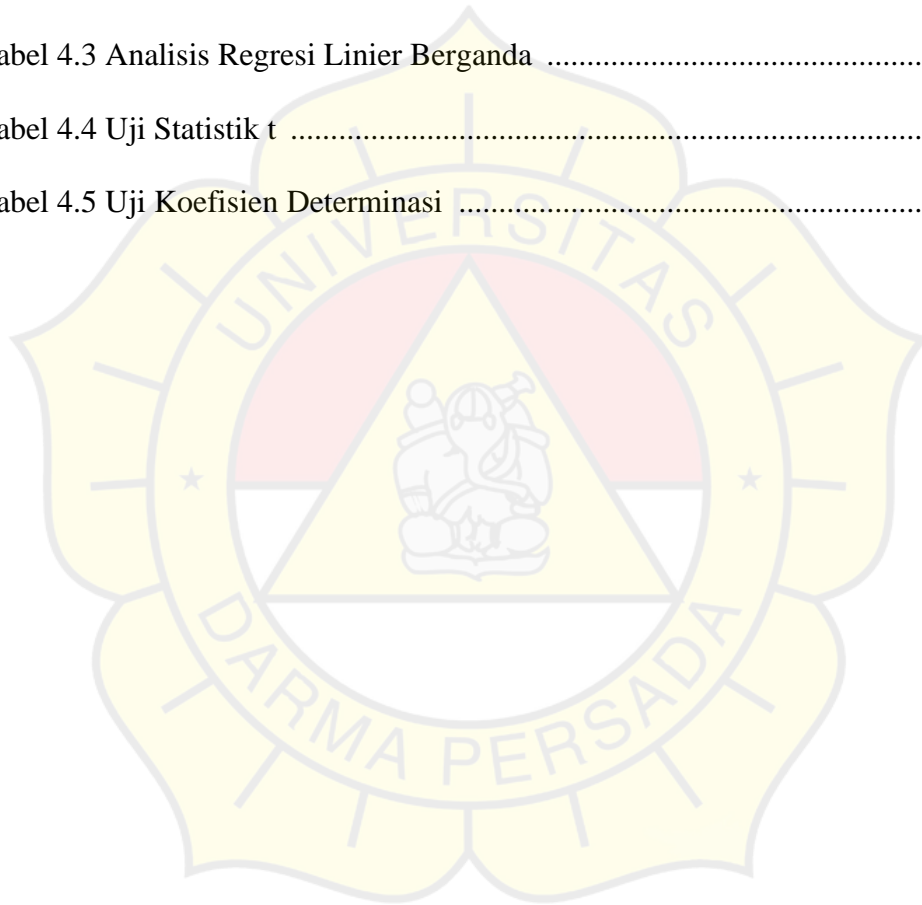 abel 4.3 Analisis Regresi Linier Berganda ........................................
abel 4.4 Uji Statistik t ...................................................................
abel 4.5 Uji Koefisien Determinasi .................................................
UNIVERSITAS
DARMA PERSADA